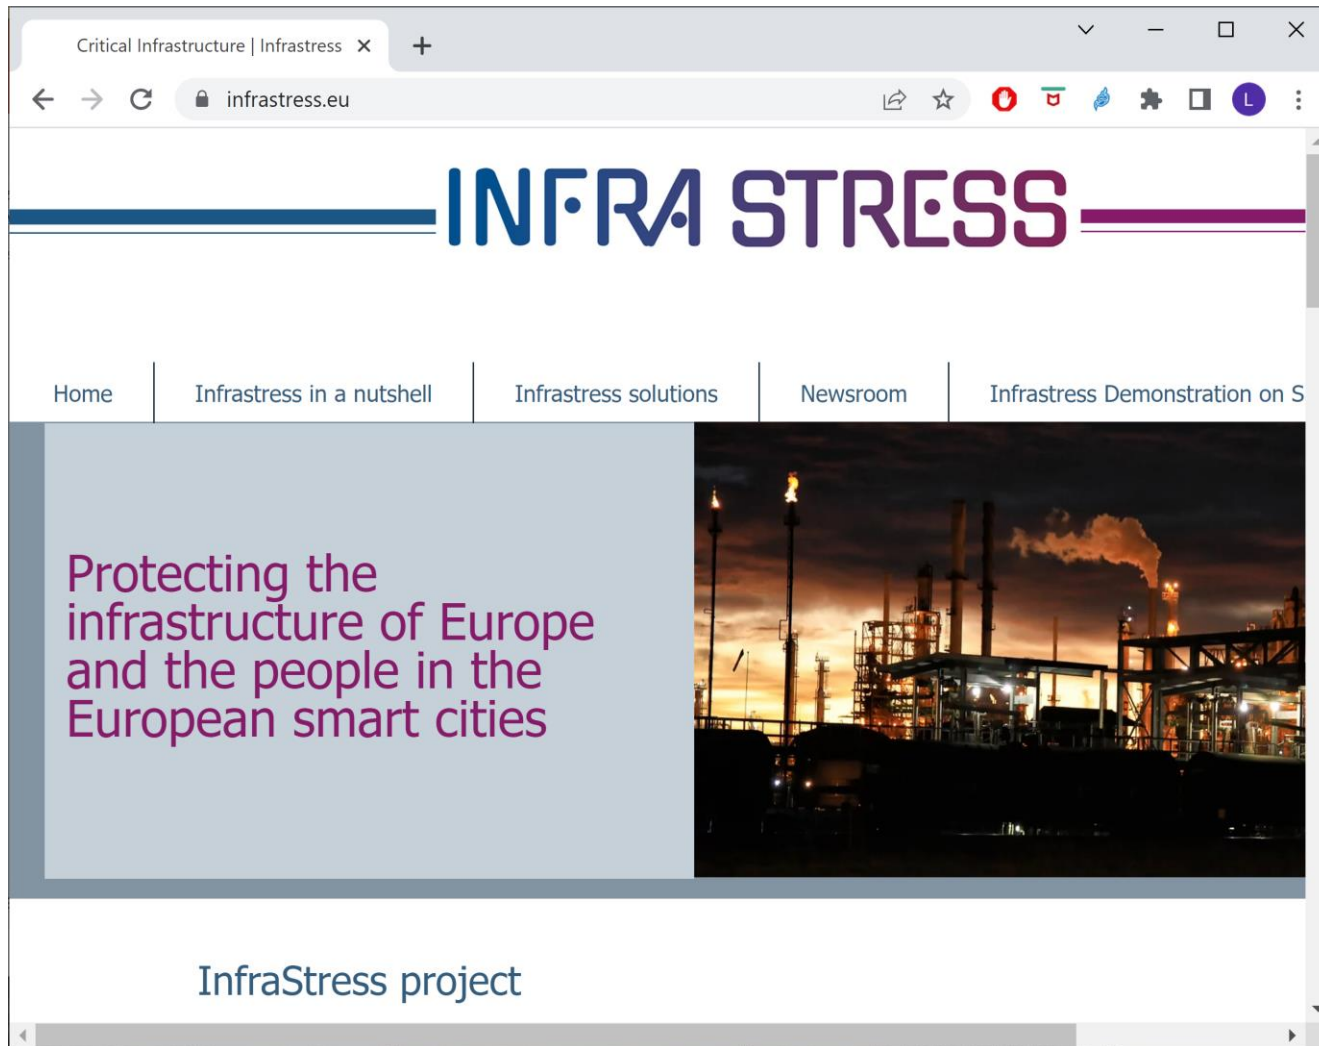 Critical Infrastructure | Infrastress
infrastress.eu
L
INFRA STRESS
Home
Infrastress in a nutshell
Infrastress solutions
Newsroom
Infrastress Demonstration on S
Protecting the
infrastructure of Europe
and the people in the
European smart cities
InfraStress project